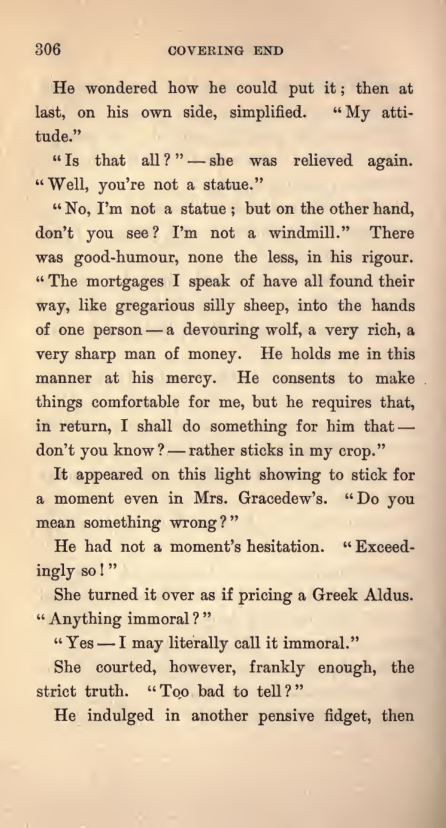 306 COVERING END
He wondered how he could put it; then at
last, on his own side, simplified. “My atti-
tude.”
“Is that all?” — she was relieved again.
“Well, you're not a statue.”
“No, I'm not a statue; but on the other hand,
don't you see? I'm not a windmill.” There
was good-humour, none the less, in his rigour.
“The mortgages I speak of have all found their
way, like gregarious silly sheep, into the hands
of one person — a devouring wolf, a very rich, a
very sharp man of money. He holds me in this
manner at his mercy. He consents to make
things comfortable for me, but he requires that,
in return, I shall do something for him that —
don't you know? — rather sticks in my crop.”
It appeared on this light showing to stick for
a moment even in Mrs. Gracedew's. “Do you
mean something wrong?”
He had not a moment's hesitation. “Exceed-
ingly so!”
She turned it over as if pricing a Greek Aldus.
“Anything immoral?”
“Yes — I may literally call it immoral.”
She courted, however, frankly enough, the
strict truth. “Too bad to tell?”
He indulged in another pensive fidget, then